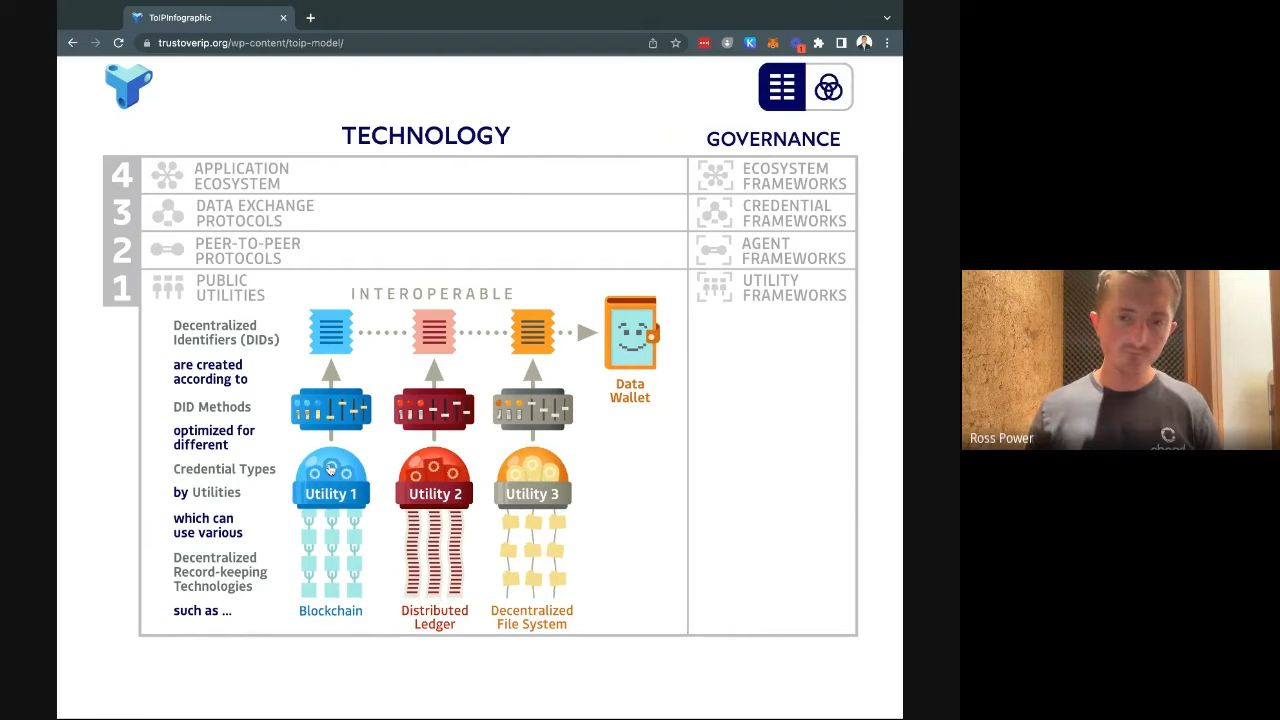 ToIPInfographic
trustoverip.org/wp-content/toip-model/
1
TECHNOLOGY
GOVERNANCE
4
APPLICATION
ECOSYSTEM
ECOSYSTEM
FRAMEWORKS
3
DATA EXCHANGE
PROTOCOLS
CREDENTIAL
FRAMEWORKS
2
PEER-TO-PEER
PROTOCOLS
AGENT
FRAMEWORKS
1
PUBLIC
UTILITIES
UTILITY
FRAMEWORKS
INTEROPERABLE
Decentralized
Identifiers (DIDs)
are created
according to
DID Methods
optimized for
different
Credential Types
by Utilities
which can
use various
Decentralized
Record-keeping
Technologies
such as ...
Utility 1
Utility 2
Utility 3
Blockchain
Distributed
Ledger
Decentralized
File System
Data
Wallet
Ross Power